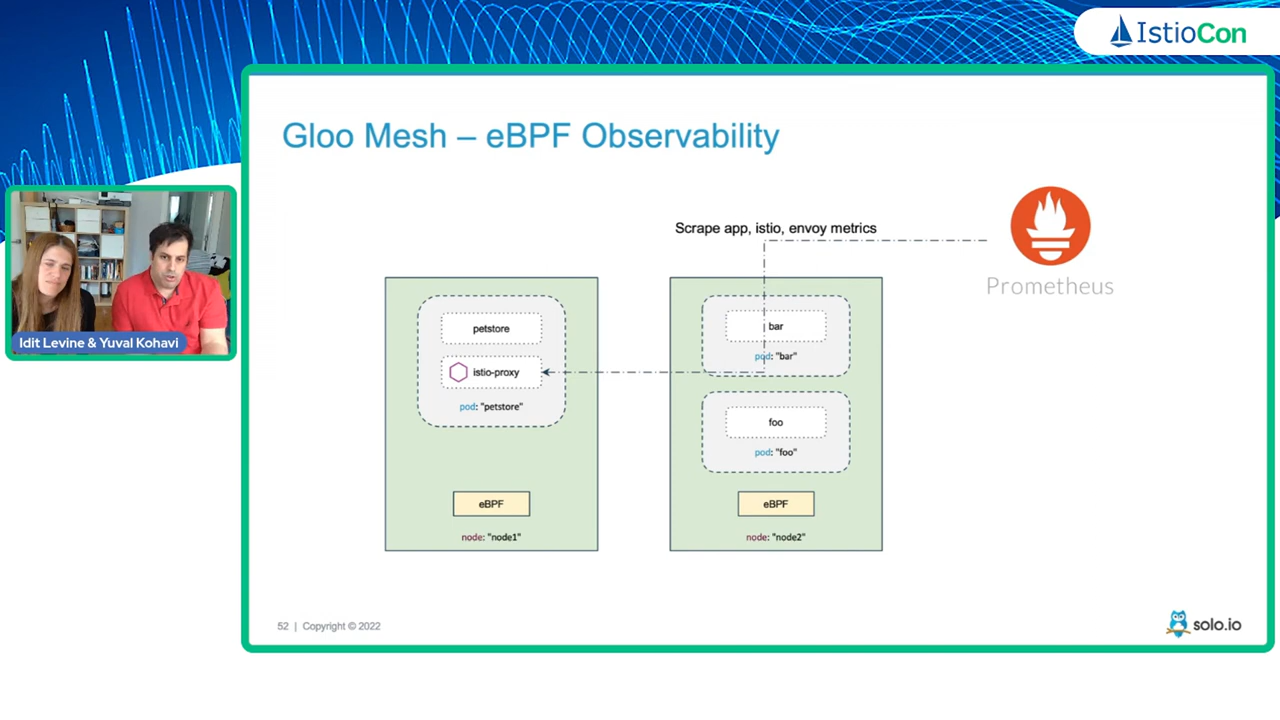 IstioCon
Gloo Mesh – eBPF Observability
Scrape app, istio, envoy metrics
Prometheus
petstore
istio-proxy
pod: "petstore"
eBPF
node: "node1"
bar
pod: "bar"
foo
pod: "foo"
eBPF
node: "node2"
Idit Levine & Yuval Kohavi
52 | Copyright © 2022
solo.io